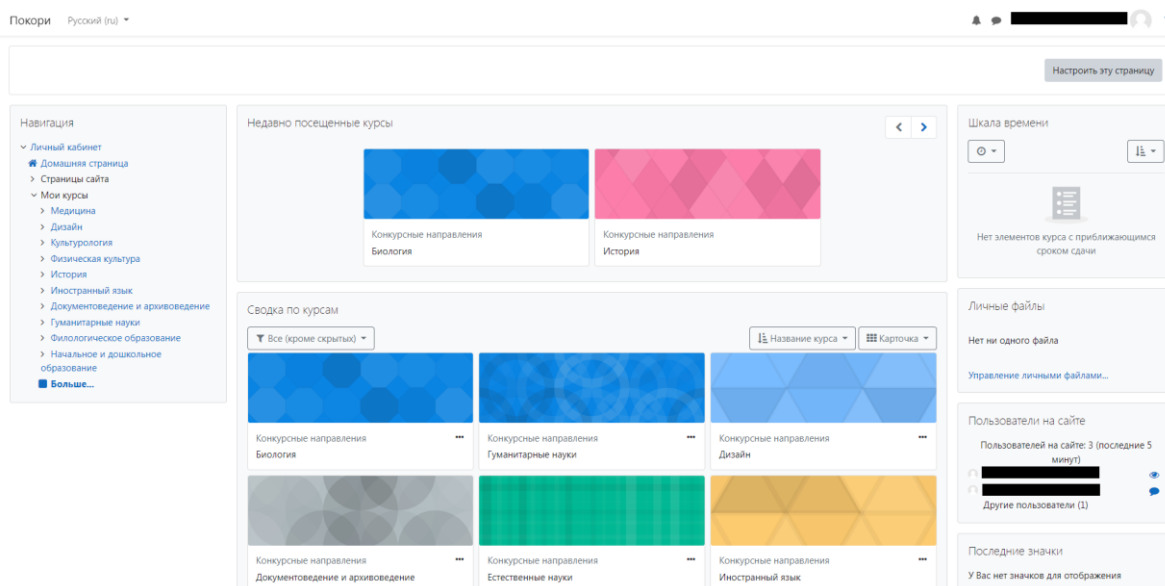 Покори Русский (ru)
Настроить эту страницу
Навигация
Личный кабинет
Домашняя страница
Страницы сайта
Мои курсы
Медицина
Дизайн
Культурология
Физическая культура
История
Иностранный язык
Документоведение и архивоведение
Гуманитарные науки
Филологическое образование
Начальное и дошкольное
образование
Больше...
Недавно посещенные курсы
Конкурсные направления
Биология
Конкурсные направления
История
Сводка по курсам
Все (кроме скрытых)
Название курса
Карточка
Конкурсные направления
Биология
Конкурсные направления
Гуманитарные науки
Конкурсные направления
Дизайн
Конкурсные направления
Документоведение и архивоведение
Конкурсные направления
Естественные науки
Конкурсные направления
Иностранный язык
Шкала времени
Нет элементов курса с приближающимся
сроком сдачи
Личные файлы
Нет ни одного файла
Управление личными файлами...
Пользователи на сайте
Пользователей на сайте: 3 (последние 5
минут)
Другие пользователи (1)
Последние значки
У Вас нет значков для отображения